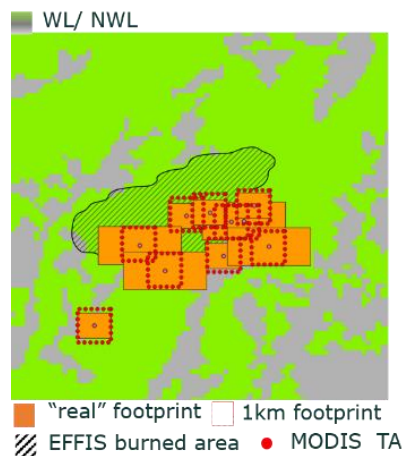 WL/ NWL
"real" footprint 1km footprint
EFFIS burned area MODIS TA